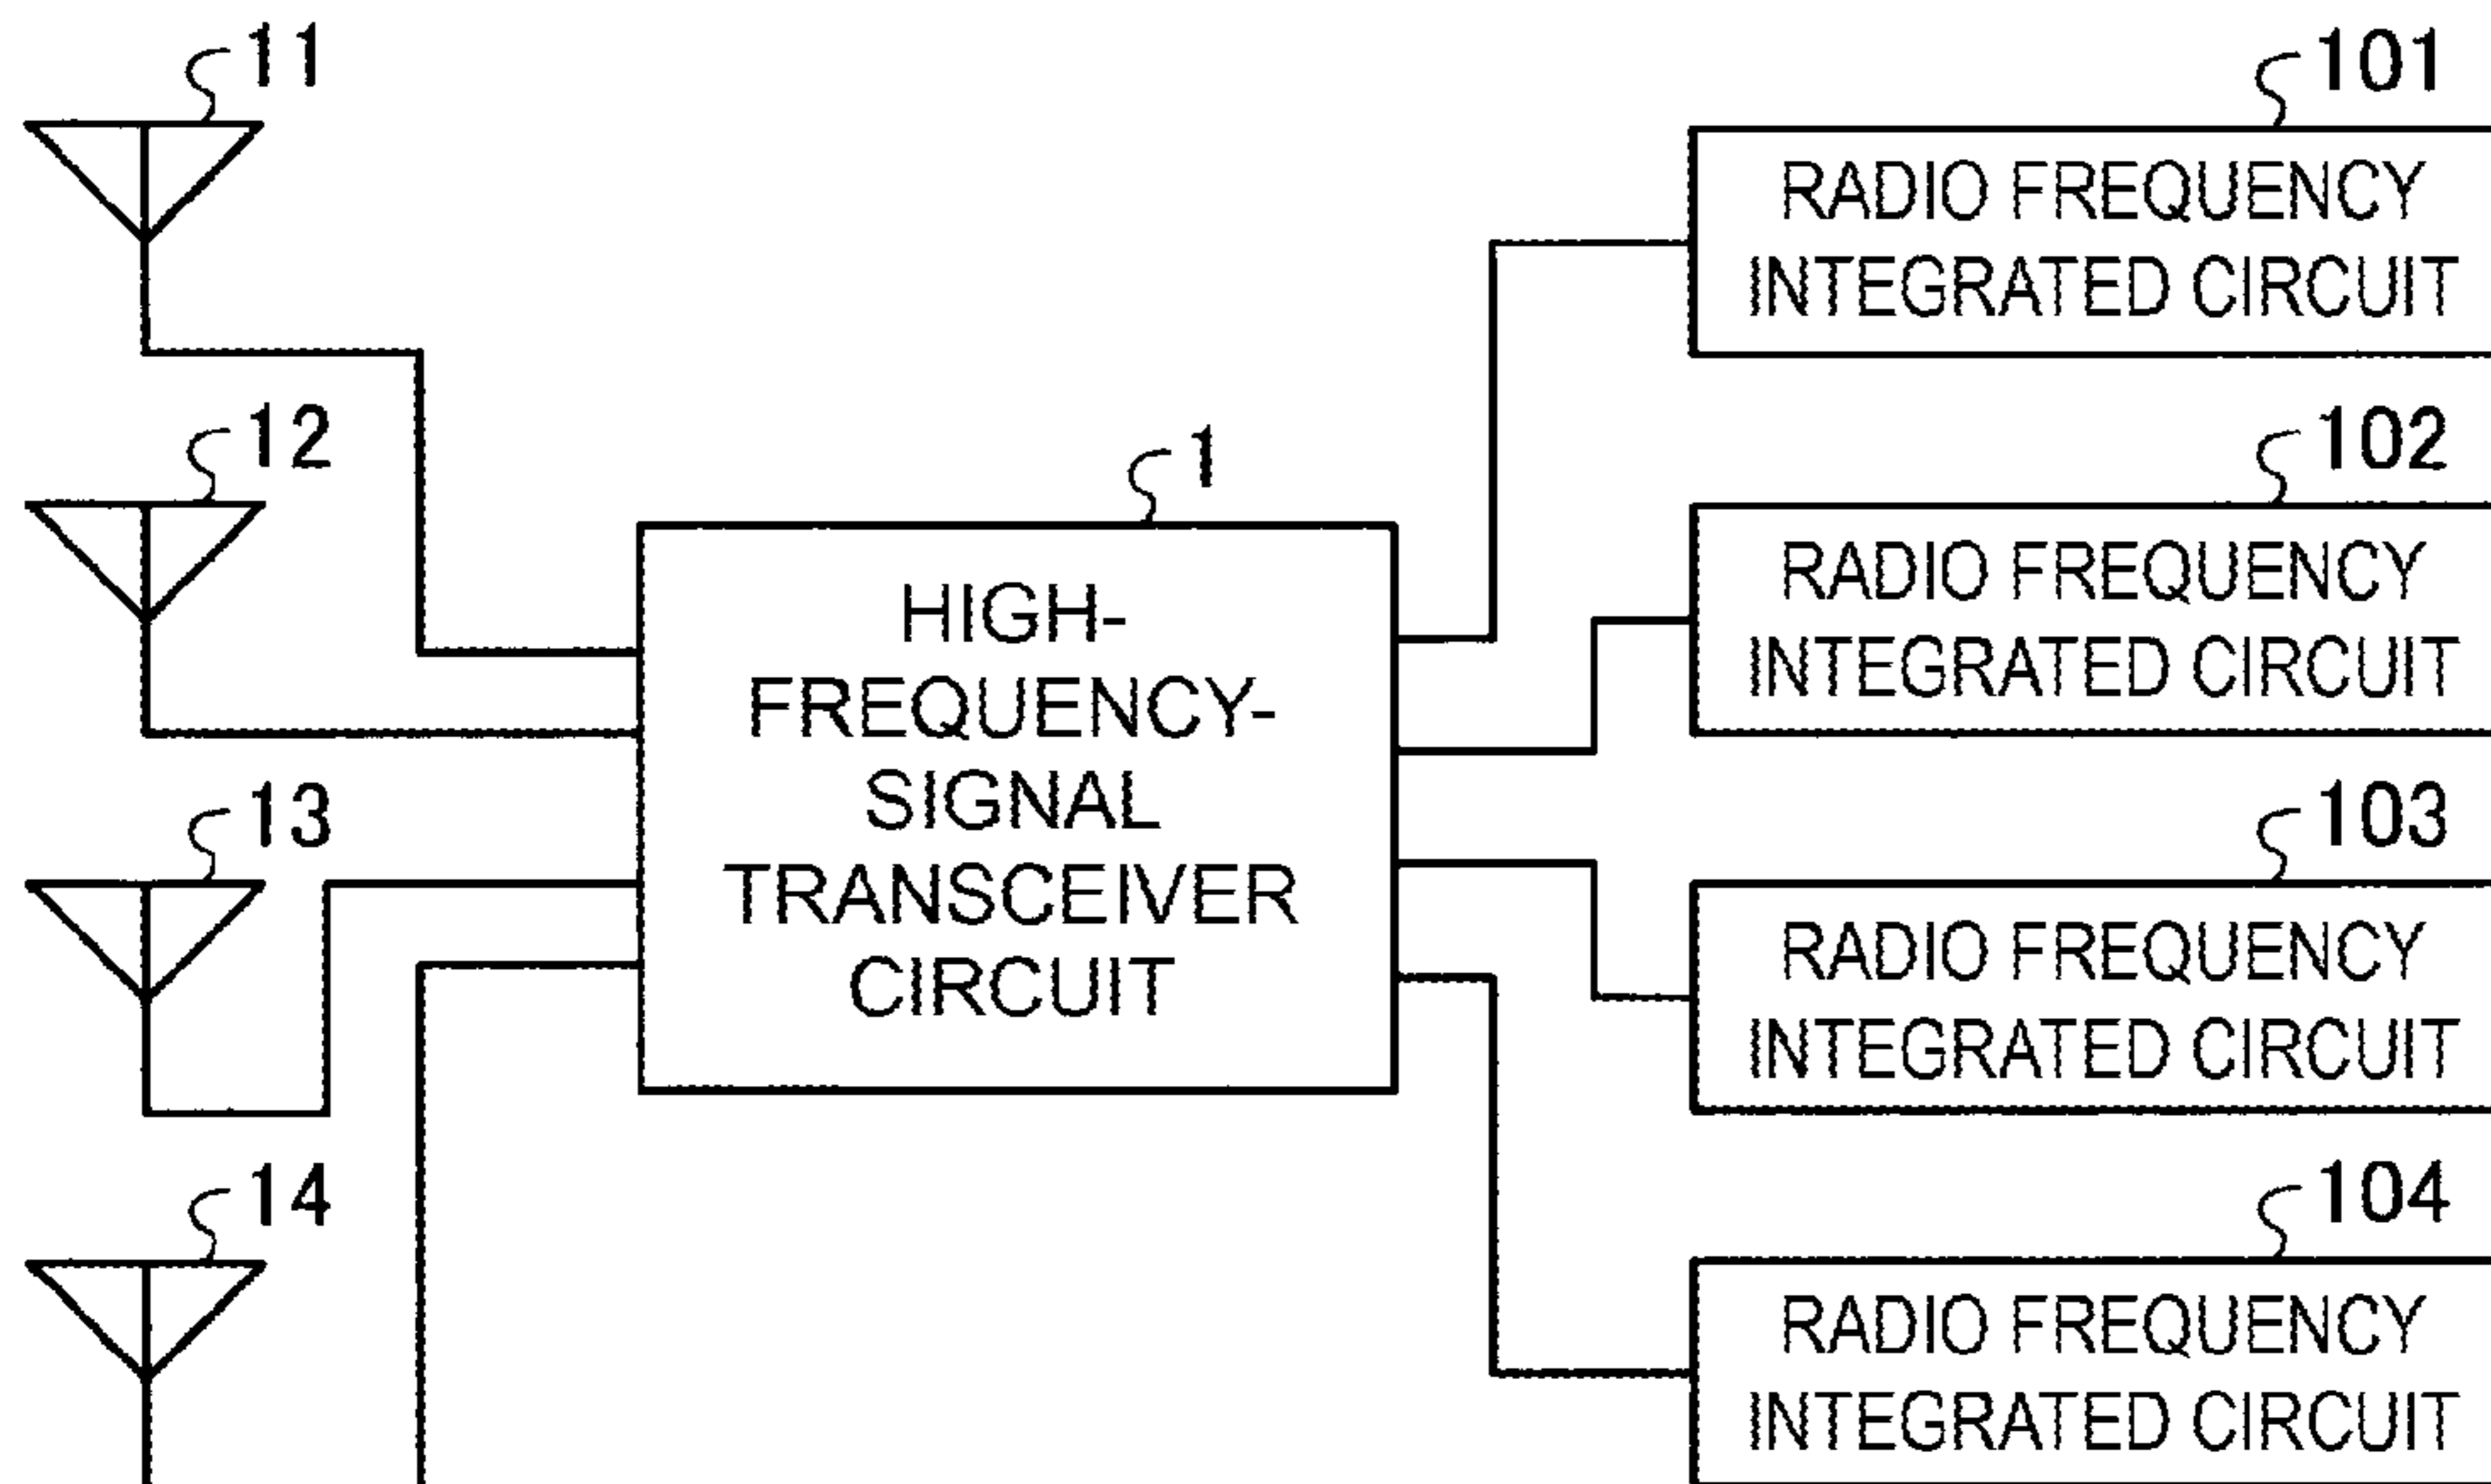 11
101
RADIO FREQUENCY
INTEGRATED CIRCUIT
12
102
RADIO FREQUENCY
INTEGRATED CIRCUIT
1
HIGH-
FREQUENCY-
SIGNAL
TRANSCEIVER
CIRCUIT
13
103
RADIO FREQUENCY
INTEGRATED CIRCUIT
14
104
RADIO FREQUENCY
INTEGRATED CIRCUIT